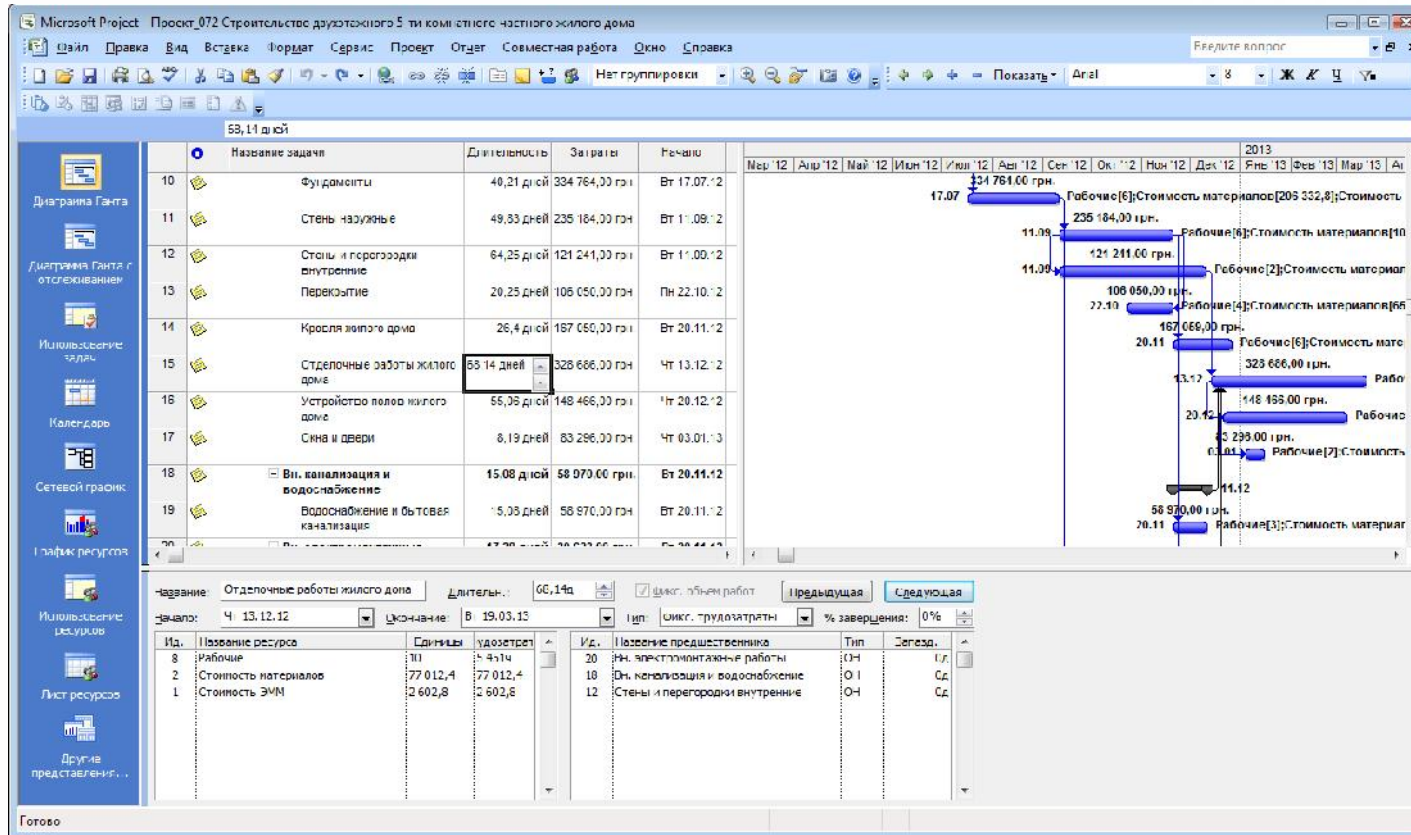 Microsoft Project - Проект_072 Строительство двухэтажного 5-ти комнатного частного жилого дома
Файл Правка Вид Вставка Формат Сервис Проект Отчет Совместная работа Окно Справка
Введите вопрос
Нет группировки Показать Arial 8 Ж К Ч
68,14 дней
Название задачи Длительность Затраты Начало
2013
Мар '12 Апр '12 Май '12 Июн '12 Июл '12 Авг '12 Сен '12 Окт '12 Ноя '12 Дек '12 Янв '13 Фев '13 Мар '13
10 Фундаменты 40,21 дней 334 764,00 грн Вт 17.07.12
334 764,00 грн.
17.07 Рабочие[6];Стоимость материалов[206 332,8];Стоимость
11 Стены наружные 49,83 дней 235 184,00 грн Вт 11.09.12
235 184,00 грн.
11.09 Рабочие[6];Стоимость материалов[10
12 Стены и перегородки внутренние 64,25 дней 121 241,00 грн Вт 11.09.12
121 241,00 грн.
11.09 Рабочие[2];Стоимость материал
13 Перекрытие 20,25 дней 106 050,00 грн Пн 22.10.12
106 050,00 грн.
22.10 Рабочие[4];Стоимость материалов[65
14 Кровля жилого дома 26,4 дней 167 059,00 грн Вт 20.11.12
167 059,00 грн.
20.11 Рабочие[6];Стоимость мате
15 Отделочные работы жилого дома 68,14 дней 328 686,00 грн Чт 13.12.12
328 686,00 грн.
13.12 Рабо
16 Устройство полов жилого дома 55,06 дней 148 466,00 грн Чт 20.12.12
148 466,00 грн.
20.12 Рабочие
17 Окна и двери 8,19 дней 83 296,00 грн Чт 03.01.13
83 296,00 грн.
03.01 Рабочие[2];Стоимость
18 Вн. канализация и водоснабжение 15,08 дней 58 970,00 грн. Вт 20.11.12
11.12
19 Водоснабжение и бытовая канализация 15,08 дней 58 970,00 грн Вт 20.11.12
58 970,00 грн.
20.11 Рабочие[3];Стоимость материал
Диаграмма Ганта
Диаграмма Ганта с отслеживанием
Использование задач
Календарь
Сетевой график
График ресурсов
Использование ресурсов
Лист ресурсов
Другие представления...
Название: Отделочные работы жилого дома Длительн.: 68,14д Фикс. объем работ Предыдущая Следующая
Начало: Чт 13.12.12 Окончание: Вт 19.03.13 Тип: Фикс. трудозатраты % завершения: 0%
Ид. Название ресурса Единицы удозатрат
8 Рабочие 10
2 Стоимость материалов 77 012,4 77 012,4
1 Стоимость ЭММ 2 602,8 2 602,8
Ид. Название предшественника Тип Запазд.
20 Вн. электромонтажные работы ОН 0д
18 Вн. канализация и водоснабжение ОН 0д
12 Стены и перегородки внутренние ОН 0д
Готово